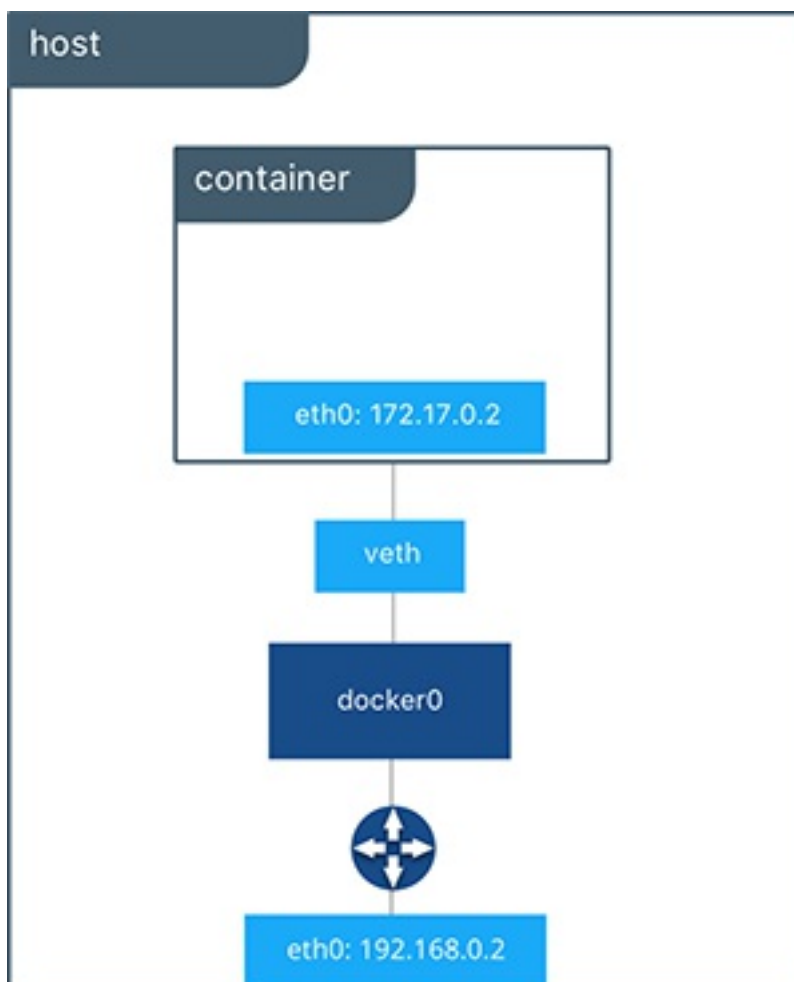 host
container
eth0: 172.17.0.2
veth
docker0
eth0: 192.168.0.2